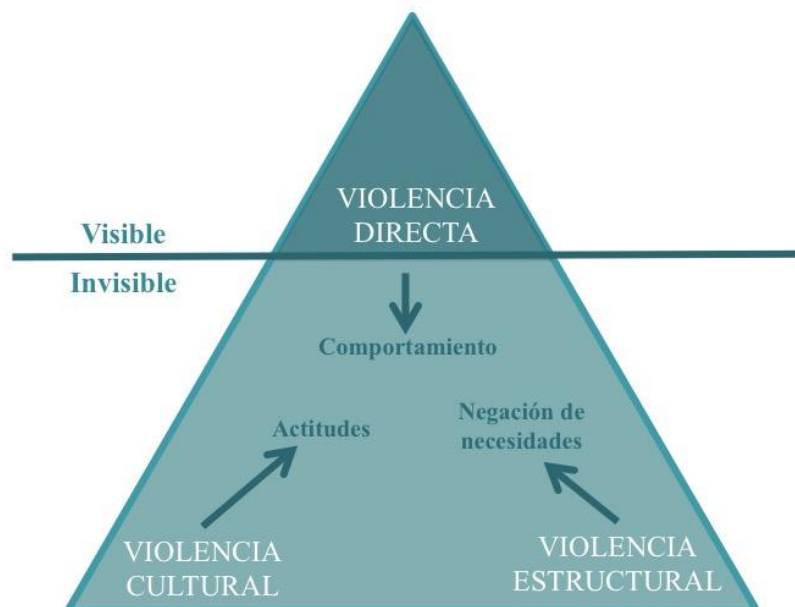 VIOLENCIA
DIRECTA
Visible
Invisible
Comportamiento
Actitudes
Negación de
necesidades
VIOLENCIA
CULTURAL
VIOLENCIA
ESTRUCTURAL